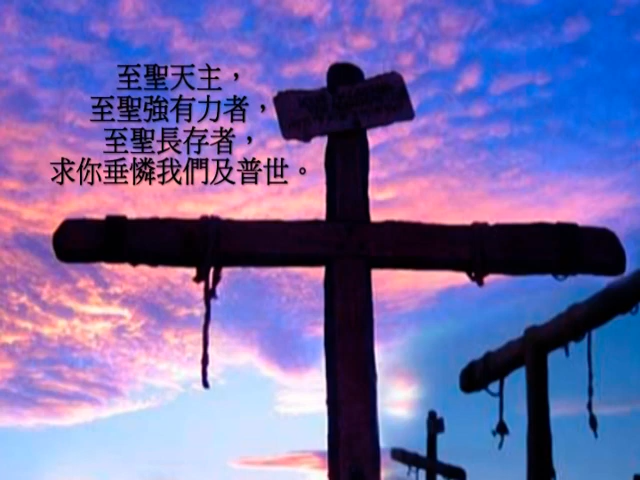 至聖天主，
至聖強有力者，
至聖長存者，
求你垂憐我們及普世。